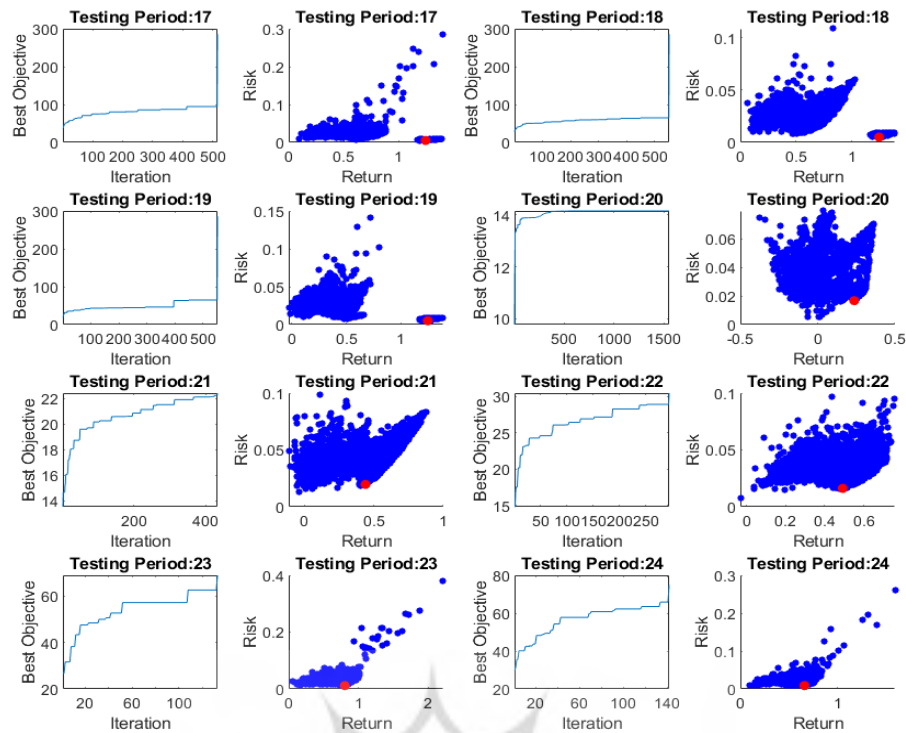 Testing Period:17
Best Objective
300
200
100
0
100 200 300 400 500
Iteration
Testing Period:17
Risk
0.3
0.2
0.1
0
0 0.5 1
Return
Testing Period:18
Best Objective
300
200
100
0
100 200 300 400 500
Iteration
Testing Period:18
Risk
0.1
0.05
0
0 0.5 1
Return
Testing Period:19
Best Objective
300
200
100
0
100 200 300 400 500
Iteration
Testing Period:19
Risk
0.15
0.1
0.05
0
0 0.5 1
Return
Testing Period:20
Best Objective
14
12
10
500 1000 1500
Iteration
Testing Period:20
Risk
0.06
0.04
0.02
0
-0.5 0 0.5
Return
Testing Period:21
Best Objective
22
20
18
16
14
200 400
Iteration
Testing Period:21
Risk
0.1
0.05
0
0 0.5 1
Return
Testing Period:22
Best Objective
30
25
20
15
50 100 150 200 250
Iteration
Testing Period:22
Risk
0.1
0.05
0
0 0.2 0.4 0.6
Return
Testing Period:23
Best Objective
60
40
20
20 60 100
Iteration
Testing Period:23
Risk
0.4
0.2
0
0 1 2
Return
Testing Period:24
Best Objective
80
60
40
20
20 60 100 140
Iteration
Testing Period:24
Risk
0.3
0.2
0.1
0
0 0.5 1 1.5
Return